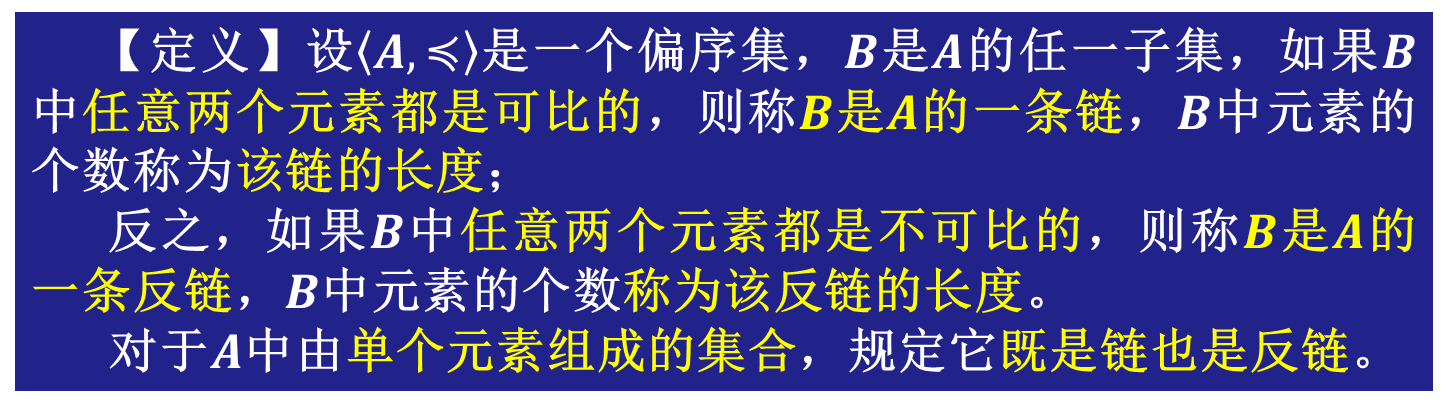 【定义】设⟨A,≼⟩是一个偏序集，B是A的任一子集，如果B
中任意两个元素都是可比的，则称B是A的一条链，B中元素的
个数称为该链的长度；
反之，如果B中任意两个元素都是不可比的，则称B是A的
一条反链，B中元素的个数称为该反链的长度。
对于A中由单个元素组成的集合，规定它既是链也是反链。